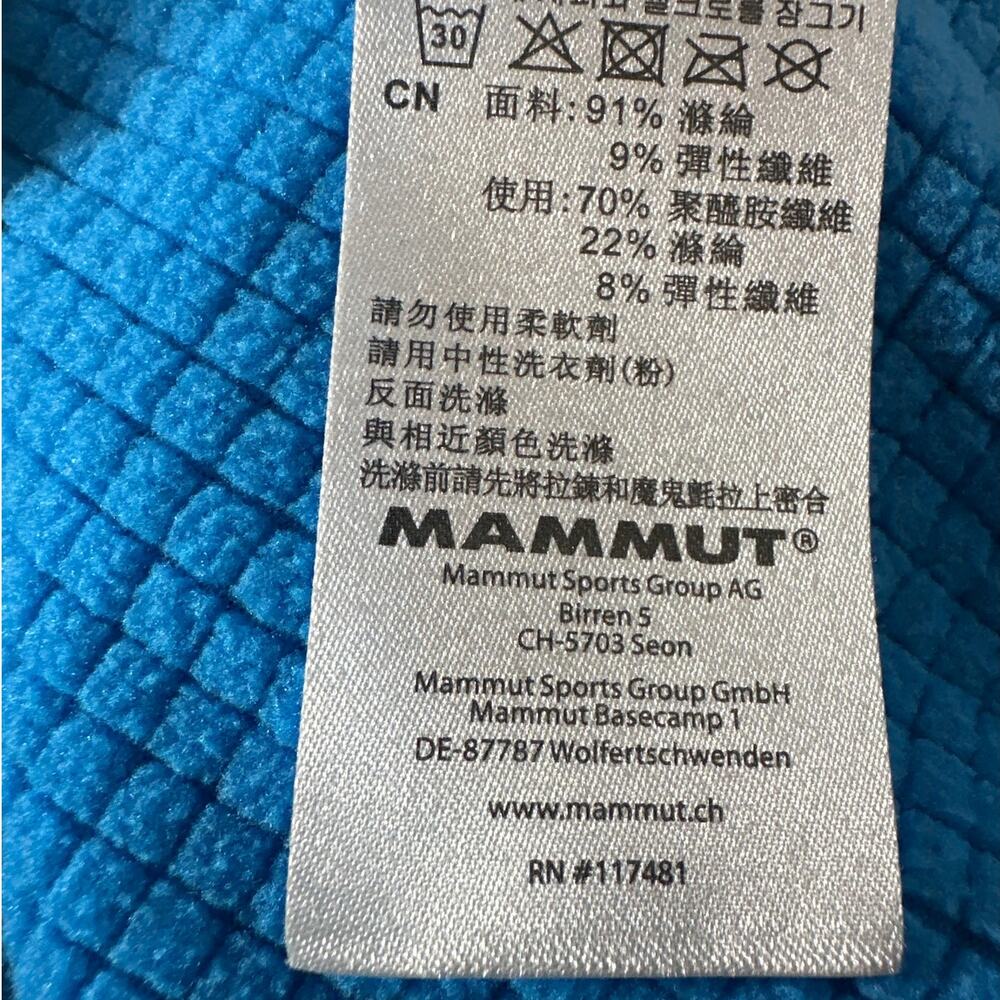 장그기
30
CN 面料: 91% 滌綸
9% 彈性纖維
使用: 70% 聚醯胺纖維
22% 滌綸
8% 彈性纖維
請勿使用柔軟劑
請用中性洗衣劑(粉)
反面洗滌
與相近顏色洗滌
洗滌前請先將拉鍊和魔鬼氈拉上密合
MAMMUT®
Mammut Sports Group AG
Birren 5
CH-5703 Seon
Mammut Sports Group GmbH
Mammut Basecamp 1
DE-87787 Wolfertschwenden
www.mammut.ch
RN #117481